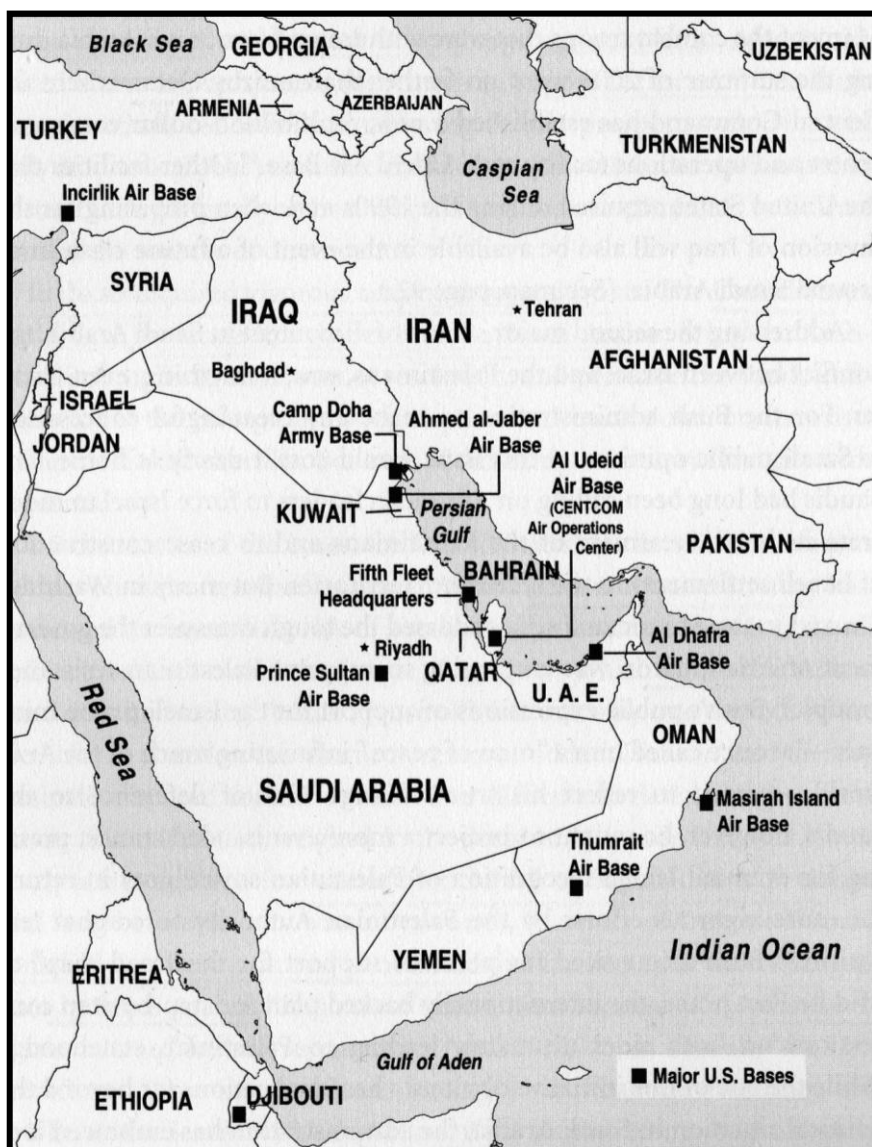 Black Sea
GEORGIA
UZBEKISTAN
ARMENIA
AZERBAIJAN
TURKEY
TURKMENISTAN
Caspian
Sea
Incirlik Air Base
SYRIA
IRAQ
IRAN
Tehran
AFGHANISTAN
Baghdad
ISRAEL
JORDAN
Camp Doha
Army Base
Ahmed al-Jaber
Air Base
Al Udeid
Air Base
(CENTCOM
Air Operations
Center)
KUWAIT
Persian
Gulf
PAKISTAN
BAHRAIN
Fifth Fleet
Headquarters
Al Dhafra
Air Base
Riyadh
QATAR
Prince Sultan
Air Base
U. A. E.
Red Sea
OMAN
SAUDI ARABIA
Masirah Island
Air Base
Thumrait
Air Base
YEMEN
Indian Ocean
ERITREA
Gulf of Aden
Major U.S. Bases
ETHIOPIA
DJIBOUTI